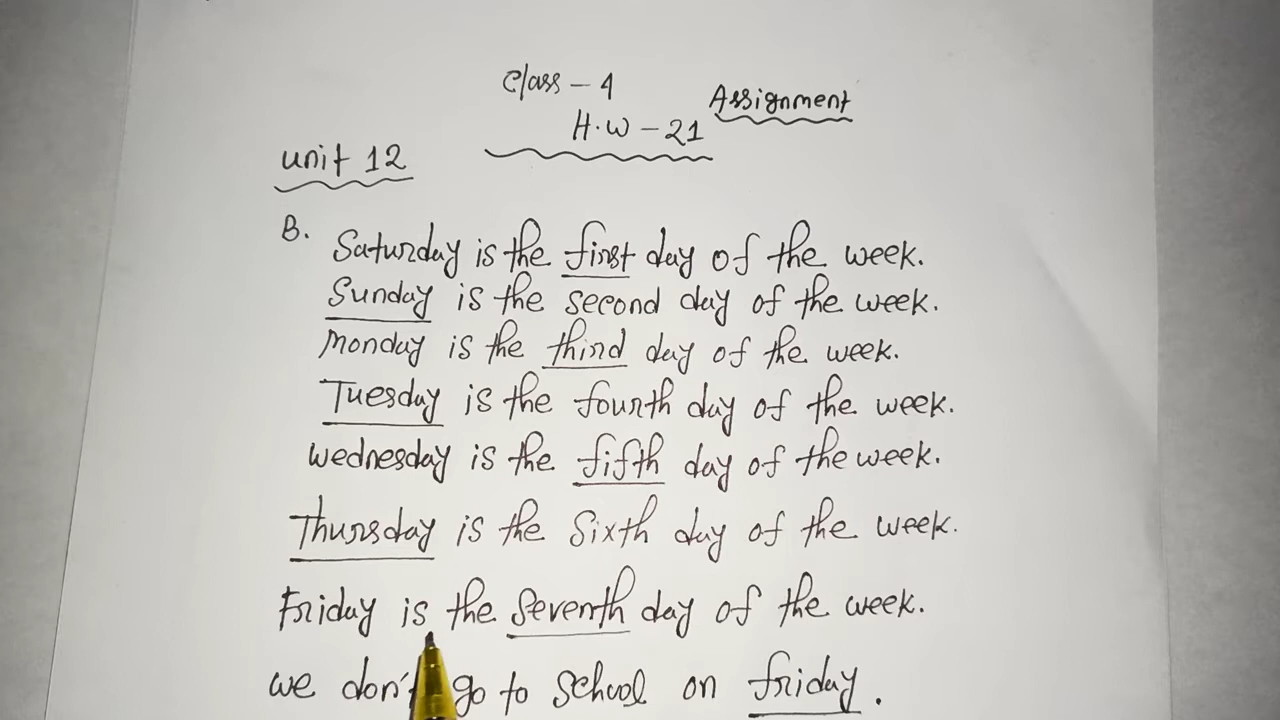 Class - 4
Assignment
H.W - 21
unit 12
B.
Saturday is the first day of the week.
Sunday is the second day of the week.
Monday is the third day of the week.
Tuesday is the fourth day of the week.
Wednesday is the fifth day of the week.
Thursday is the sixth day of the week.
Friday is the seventh day of the week.
we don't go to school on friday.